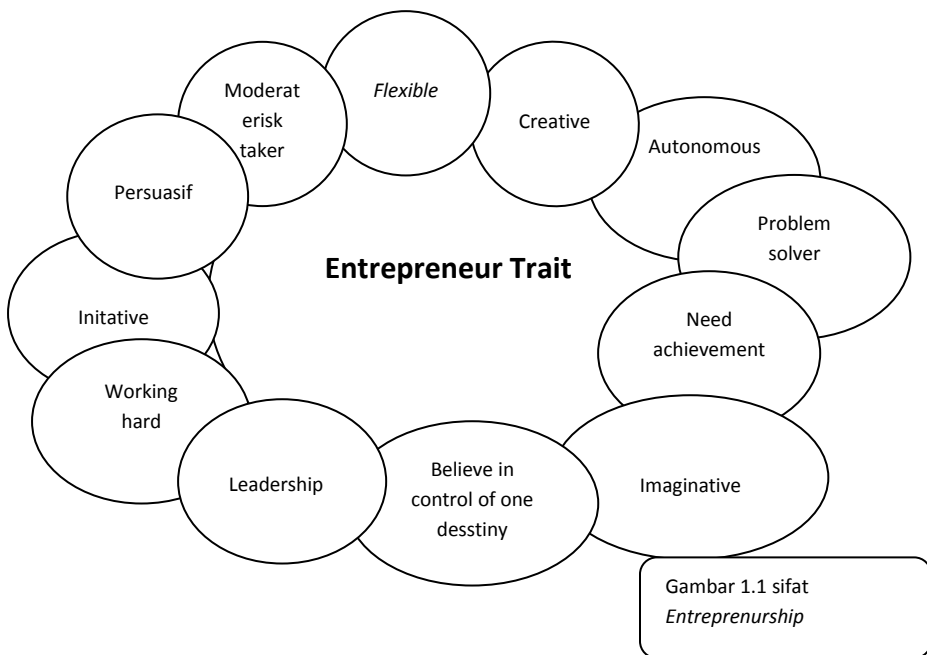 Moderat
erisk
taker
Flexible
Creative
Autonomous
Problem
solver
Need
achievement
Imaginative
Believe in
control of one
desstiny
Leadership
Working
hard
Initative
Persuasif
Entrepreneur Trait
Gambar 1.1 sifat
Entreprenurship